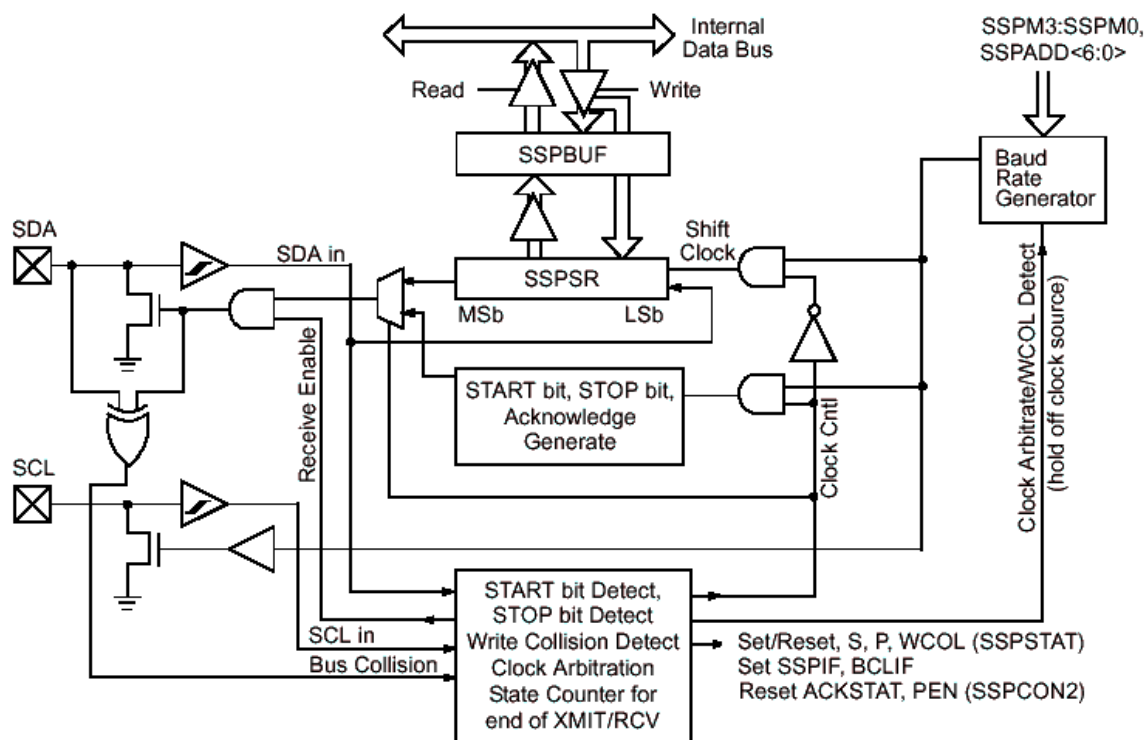 Internal
Data Bus
SSPM3:SSPM0,
SSPADD<6:0>
Read
Write
SSPBUF
Baud
Rate
Generator
SDA
SDA in
Shift
Clock
SSPSR
MSb
LSb
Receive Enable
START bit, STOP bit,
Acknowledge
Generate
Clock Cntl
Clock Arbitrate/WCOL Detect
(hold off clock source)
SCL
START bit Detect,
STOP bit Detect
Write Collision Detect
Clock Arbitration
State Counter for
end of XMIT/RCV
SCL in
Bus Collision
Set/Reset, S, P, WCOL (SSPSTAT)
Set SSPIF, BCLIF
Reset ACKSTAT, PEN (SSPCON2)